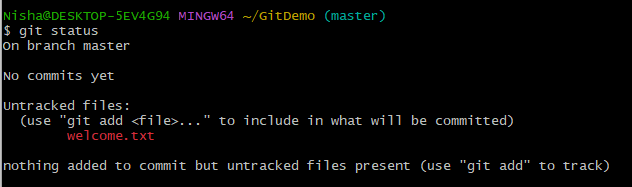 Nisha@DESKTOP-5EV4G94 MINGW64 ~/GitDemo (master)
$ git status
On branch master
No commits yet
Untracked files:
  (use "git add <file>..." to include in what will be committed)
        welcome.txt
nothing added to commit but untracked files present (use "git add" to track)